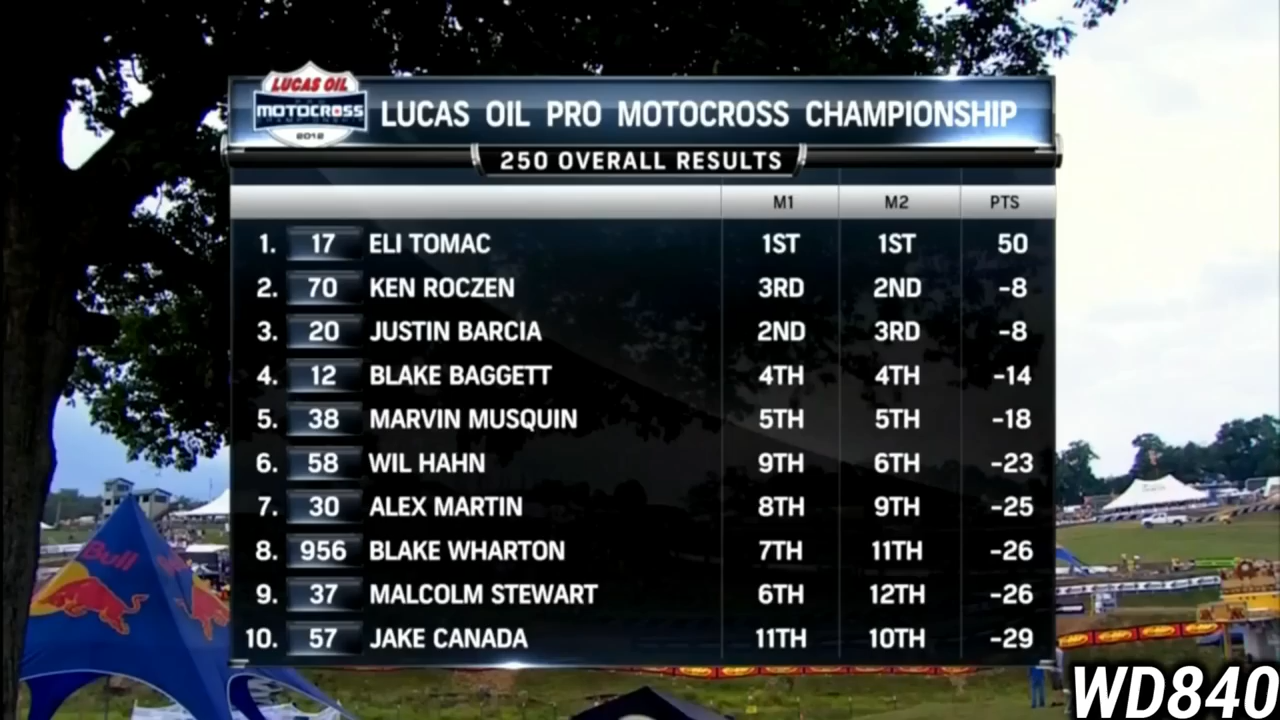 LUCAS OIL
PRO
MOTOCROSS
CHAMPIONSHIP
2012
LUCAS OIL PRO MOTOCROSS CHAMPIONSHIP
250 OVERALL RESULTS
M1 M2 PTS
1. 17 ELI TOMAC 1ST 1ST 50
2. 70 KEN ROCZEN 3RD 2ND -8
3. 20 JUSTIN BARCIA 2ND 3RD -8
4. 12 BLAKE BAGGETT 4TH 4TH -14
5. 38 MARVIN MUSQUIN 5TH 5TH -18
6. 58 WIL HAHN 9TH 6TH -23
7. 30 ALEX MARTIN 8TH 9TH -25
8. 956 BLAKE WHARTON 7TH 11TH -26
9. 37 MALCOLM STEWART 6TH 12TH -26
10. 57 JAKE CANADA 11TH 10TH -29
Bull
WD840